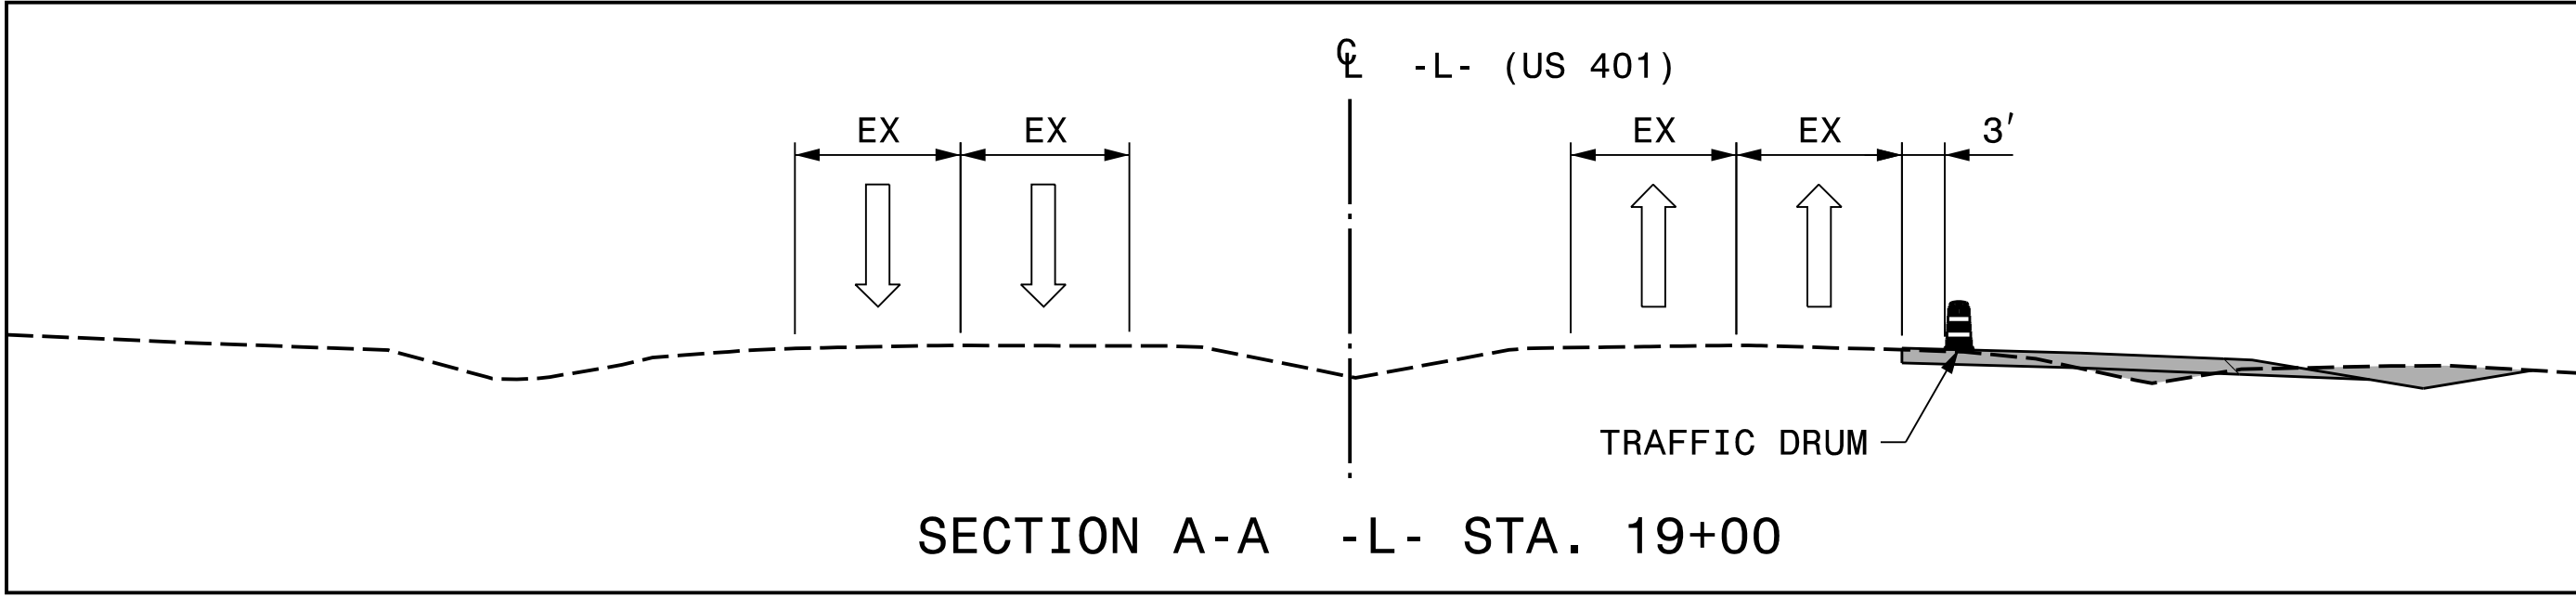 ℄ -L- (US 401)
EX EX EX EX 3'
TRAFFIC DRUM
SECTION A-A -L- STA. 19+00